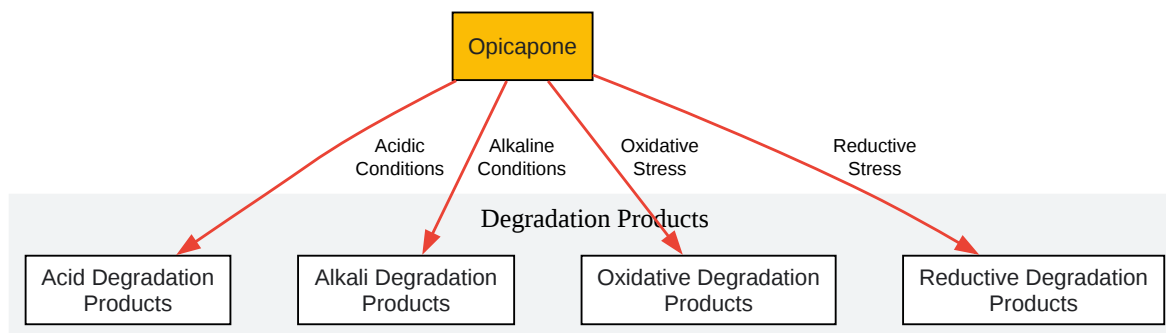 Opicapone
Acidic
Conditions
Alkaline
Conditions
Oxidative
Stress
Reductive
Stress
Degradation Products
Acid Degradation
Products
Alkali Degradation
Products
Oxidative Degradation
Products
Reductive Degradation
Products